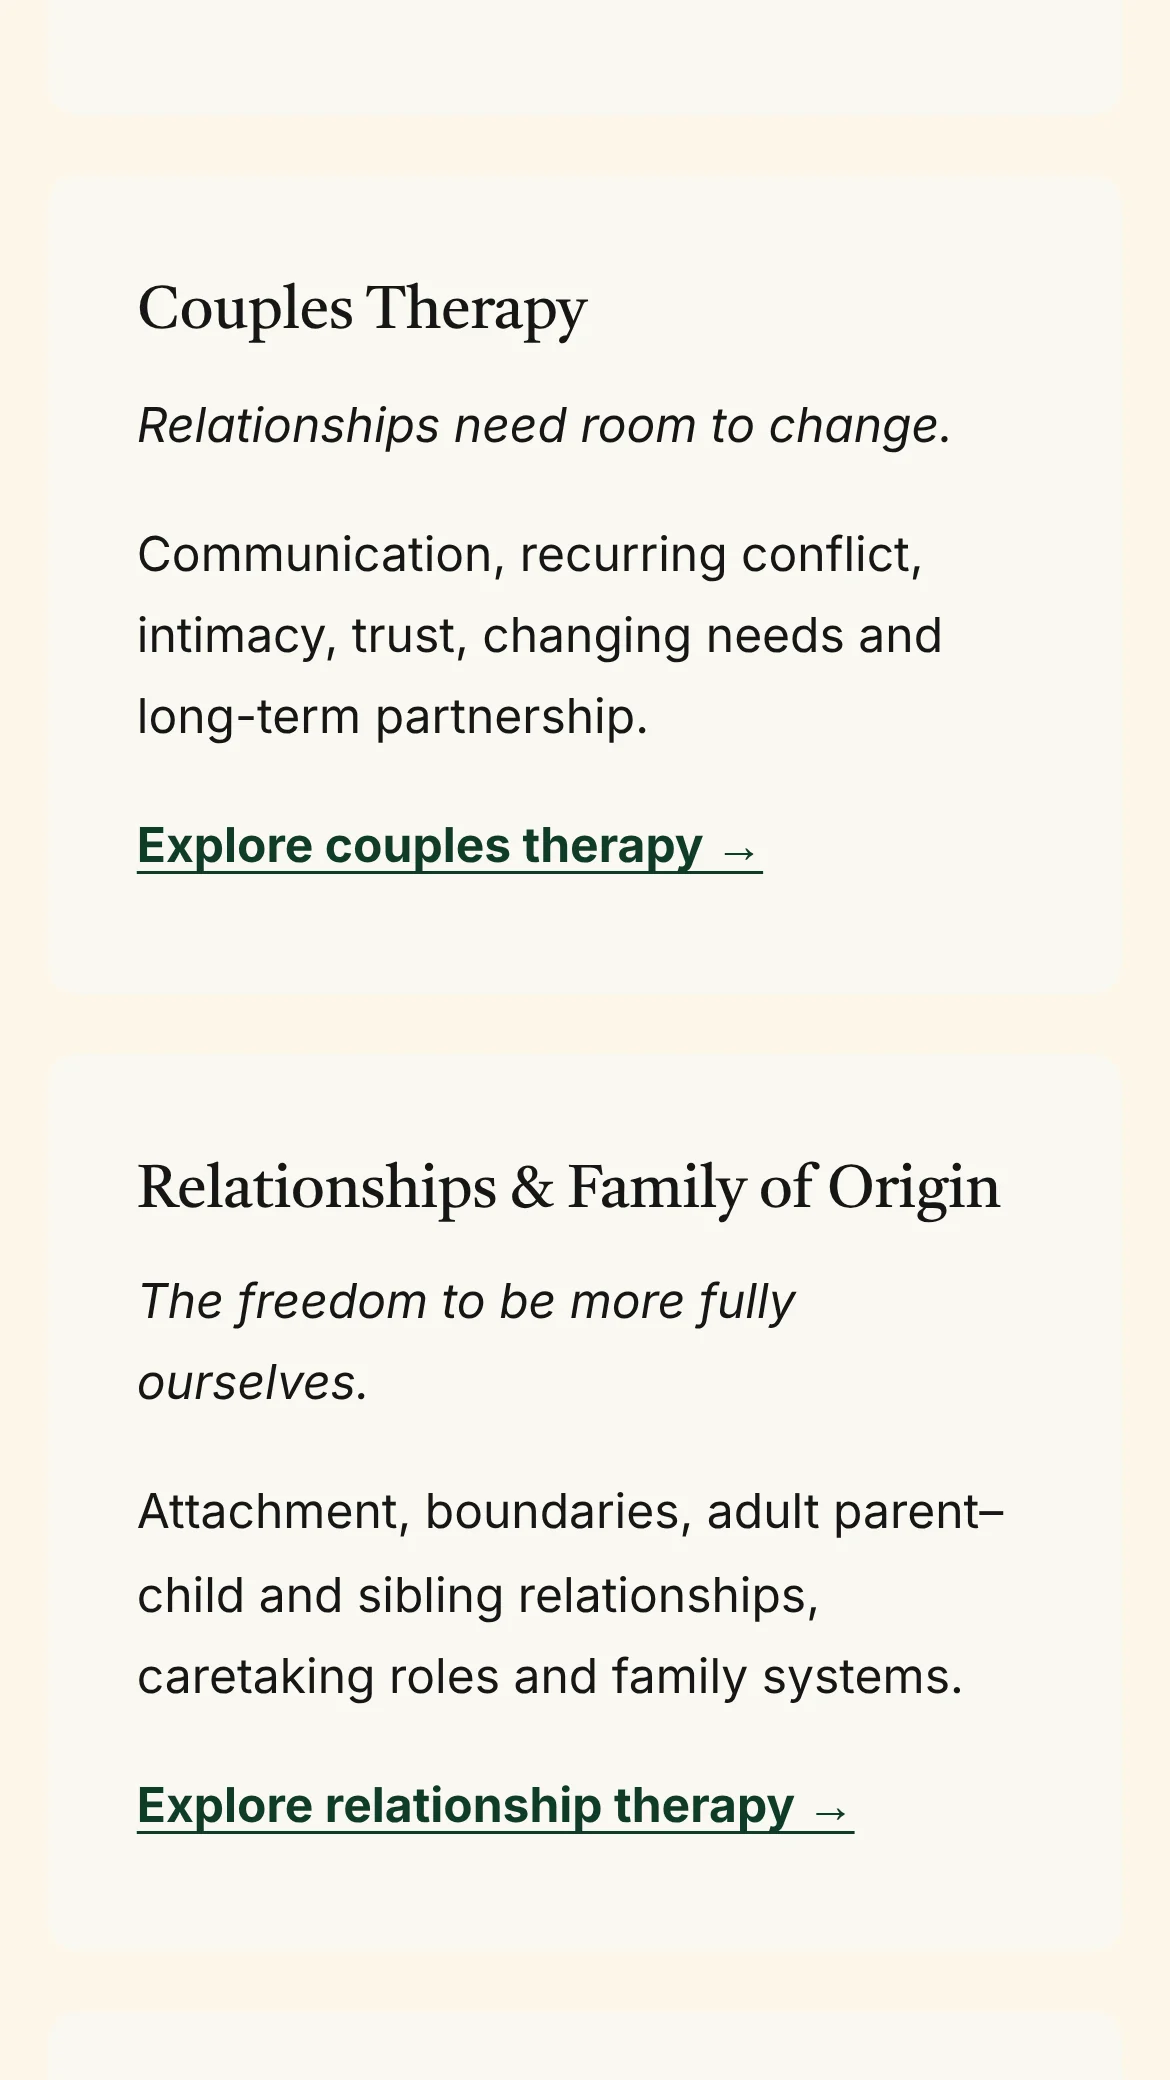 Couples Therapy
Relationships need room to change.
Communication, recurring conflict,
intimacy, trust, changing needs and
long-term partnership.
Explore couples therapy →
Relationships & Family of Origin
The freedom to be more fully
ourselves.
Attachment, boundaries, adult parent–
child and sibling relationships,
caretaking roles and family systems.
Explore relationship therapy →